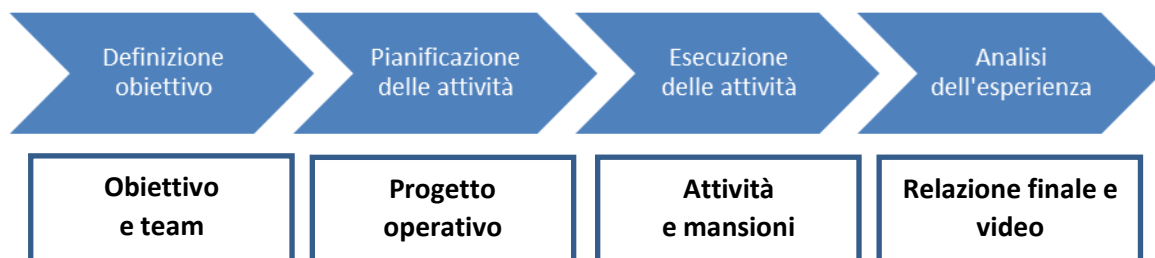 Definizione
obiettivo
Pianificazione
delle attività
Esecuzione
delle attività
Analisi
dell'esperienza
Obiettivo
e team
Progetto
operativo
Attività
e mansioni
Relazione finale e
video